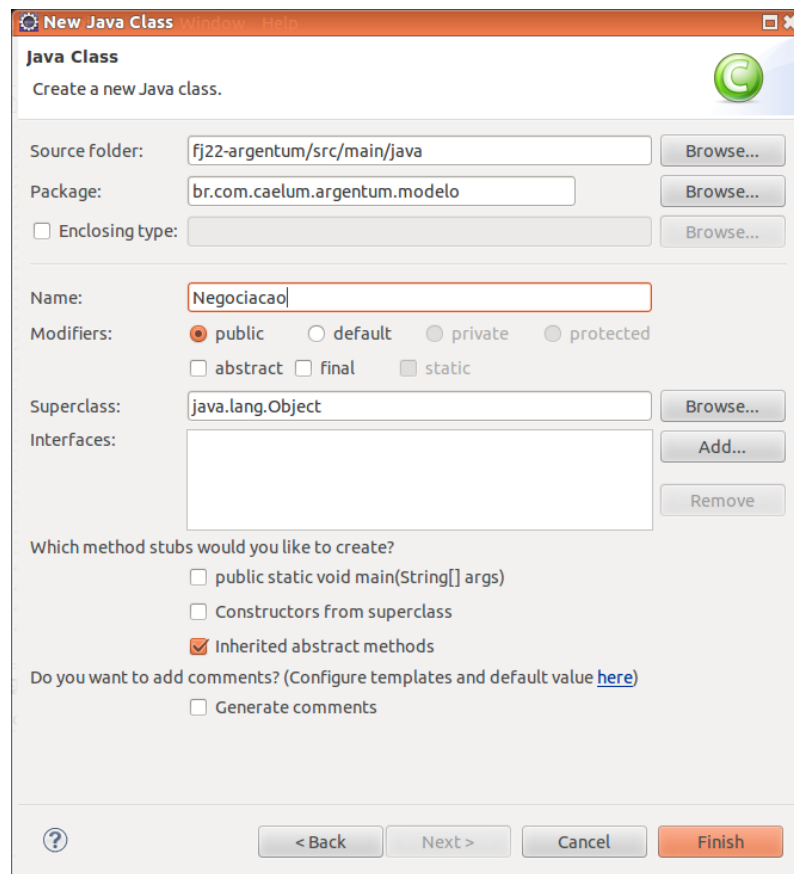 New Java Class Window Help
Java Class
Create a new Java class.
C
Source folder: fj22-argentum/src/main/java Browse...
Package: br.com.caelum.argentum.modelo Browse...
Enclosing type: Browse...
Name: Negociacao
Modifiers: public default private protected
abstract final static
Superclass: java.lang.Object Browse...
Interfaces: Add...
Remove
Which method stubs would you like to create?
public static void main(String[] args)
Constructors from superclass
Inherited abstract methods
Do you want to add comments? (Configure templates and default value here)
Generate comments
? < Back Next > Cancel Finish